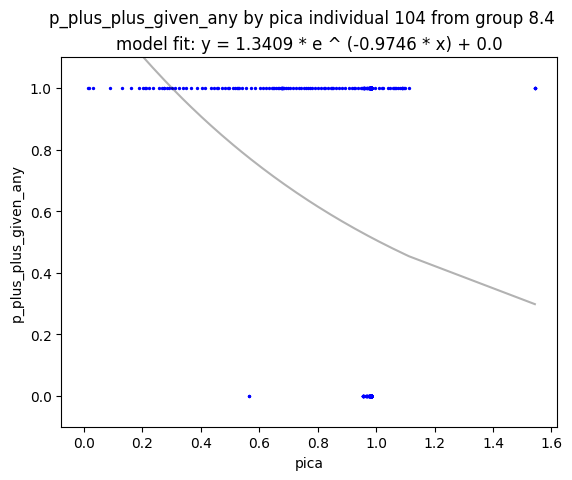 p_plus_plus_given_any by pica individual 104 from group 8.4
model fit: y = 1.3409 * e ^ (-0.9746 * x) + 0.0
1.0
0.8
0.6
0.4
0.2
0.0
p_plus_plus_given_any
0.0 0.2 0.4 0.6 0.8 1.0 1.2 1.4 1.6
pica